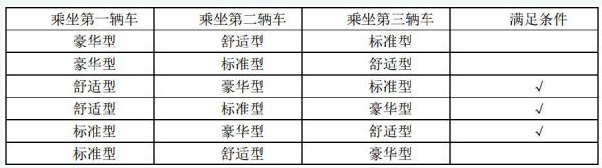 乘坐第一辆车 乘坐第二辆车 乘坐第三辆车 满足条件
豪华型 舒适型 标准型
豪华型 标准型 舒适型
舒适型 豪华型 标准型 √
舒适型 标准型 豪华型 √
标准型 豪华型 舒适型 √
标准型 舒适型 豪华型